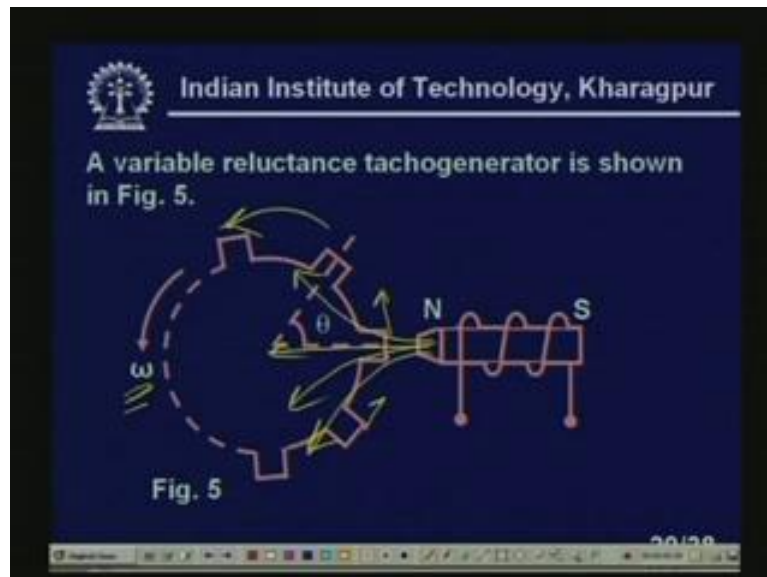 Indian Institute of Technology, Kharagpur
A variable reluctance tachogenerator is shown
in Fig. 5.
N
S
θ
ω
Fig. 5